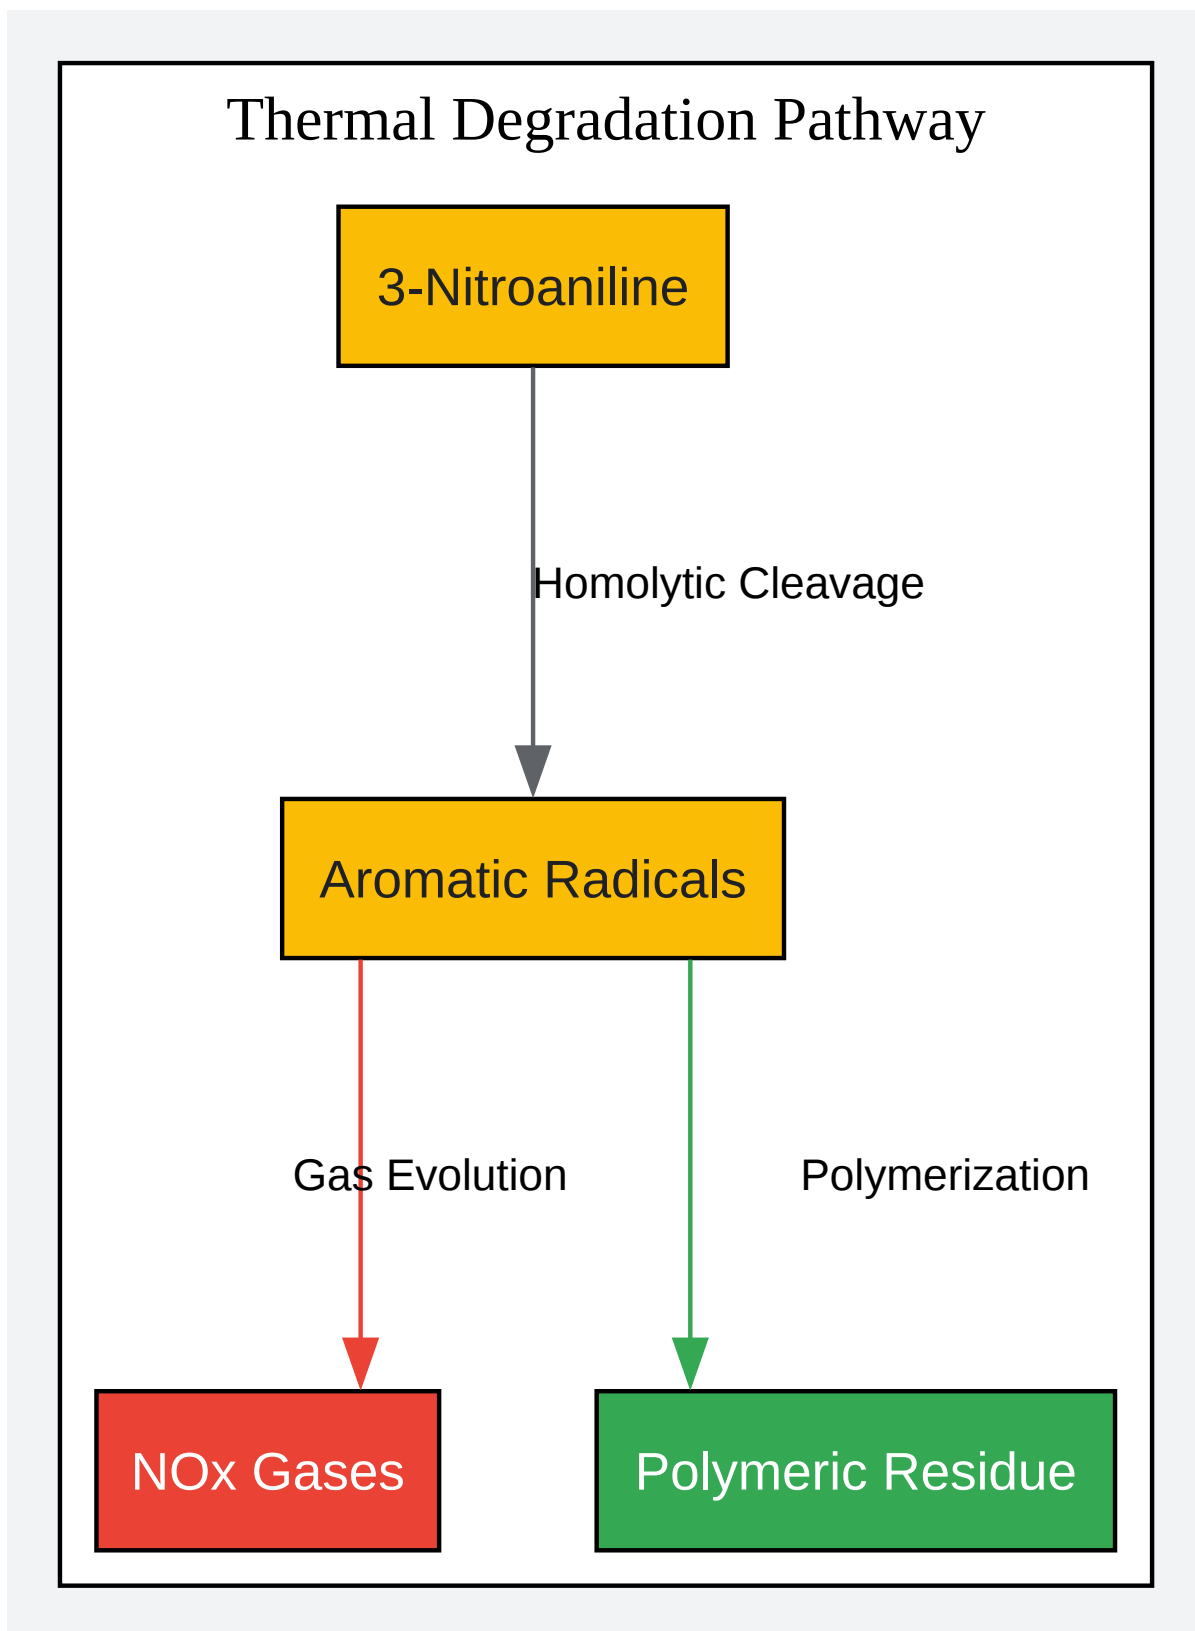 Thermal Degradation Pathway
3-Nitroaniline
Homolytic Cleavage
Aromatic Radicals
Gas Evolution
Polymerization
NOx Gases
Polymeric Residue